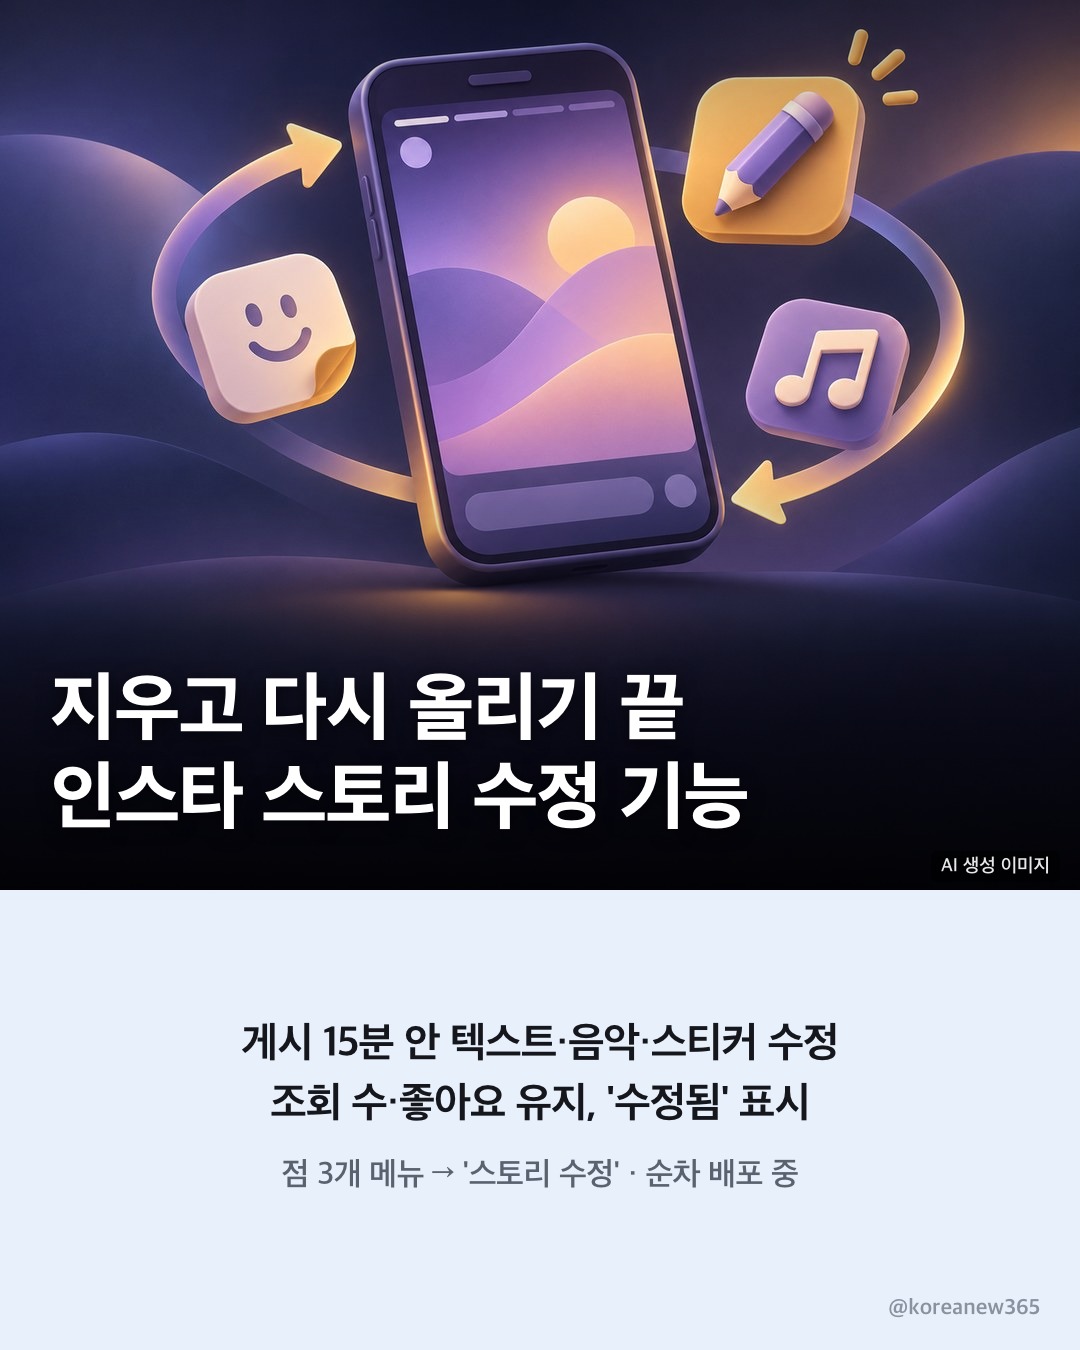 지우고 다시 올리기 끝
인스타 스토리 수정 기능
AI 생성 이미지
게시 15분 안 텍스트·음악·스티커 수정
조회 수·좋아요 유지, '수정됨' 표시
점 3개 메뉴 → '스토리 수정' · 순차 배포 중
@koreanew365